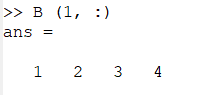 >> B (1, :)
ans =
1 2 3 4